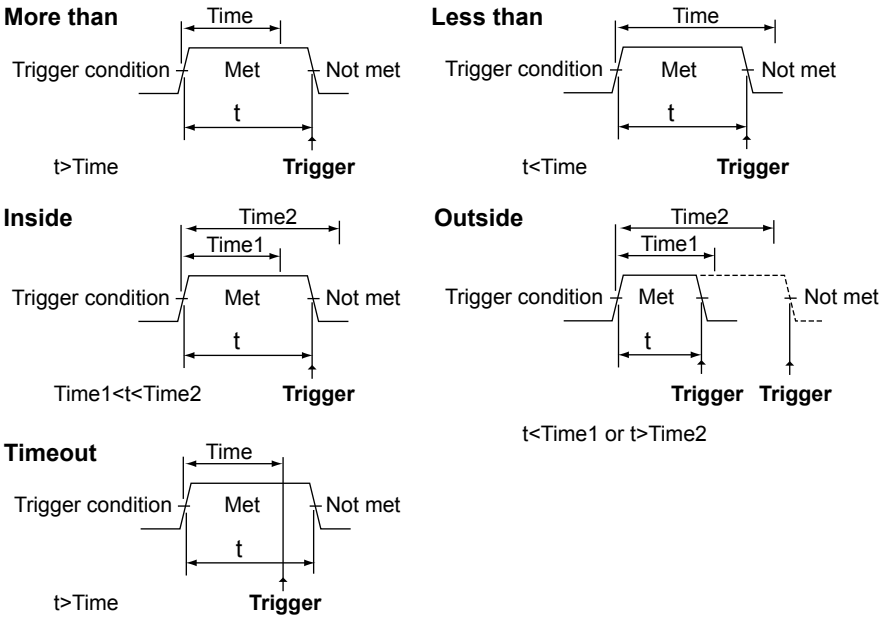 More than
Time
Trigger condition Met Not met
t
t>Time Trigger
Less than
Time
Trigger condition Met Not met
t
t<Time Trigger
Inside
Time2
Time1
Trigger condition Met Not met
t
Time1<t<Time2 Trigger
Outside
Time2
Time1
Trigger condition Met Not met
t
Trigger Trigger
t<Time1 or t>Time2
Timeout
Time
Trigger condition Met Not met
t
t>Time Trigger